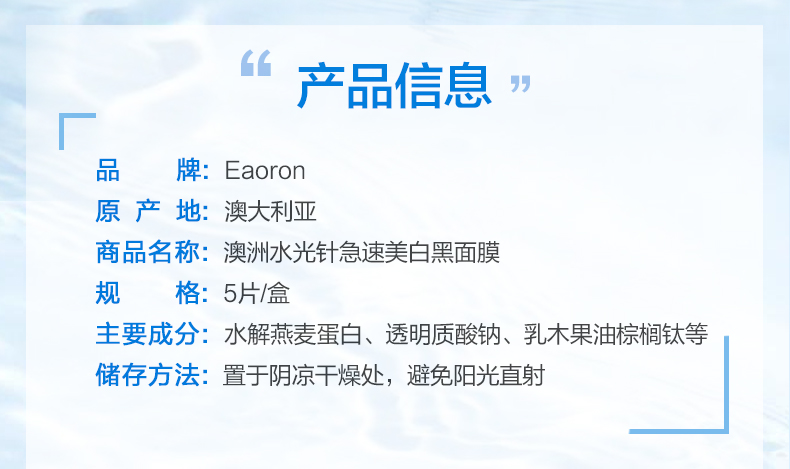 “产品信息”
品牌：Eaoron
原产地：澳大利亚
商品名称：澳洲水光针急速美白黑面膜
规格：5片/盒
主要成分：水解燕麦蛋白、透明质酸钠、乳木果油棕榈钛等
储存方法：置于阴凉干燥处，避免阳光直射